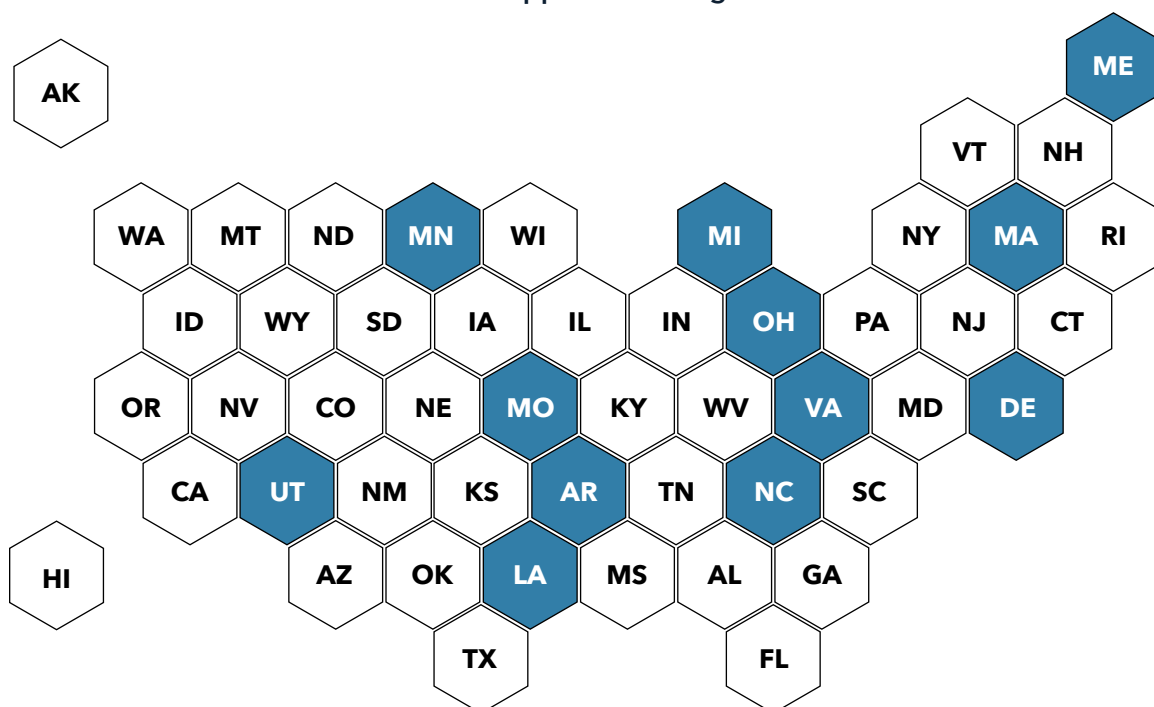 ME
AK
VT NH
WA MT ND MN WI MI NY MA RI
ID WY SD IA IL IN OH PA NJ CT
OR NV CO NE MO KY WV VA MD DE
CA UT NM KS AR TN NC SC
HI AZ OK LA MS AL GA
TX FL